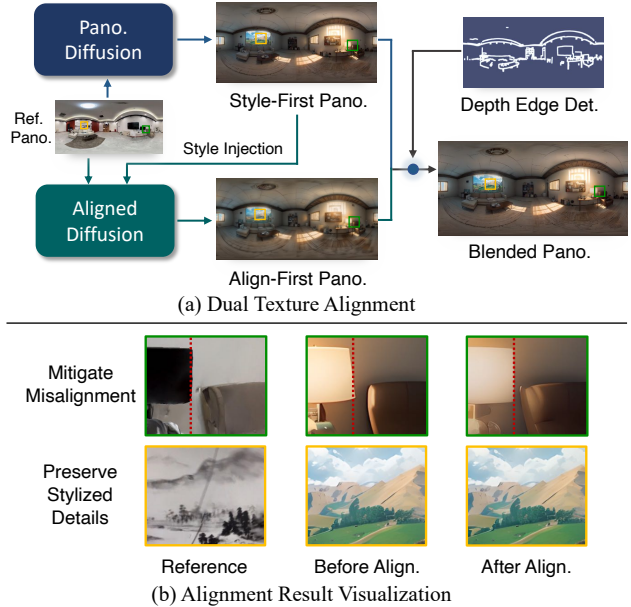 Pano.
Diffusion
Style-First Pano.
Depth Edge Det.
Ref.
Pano.
Style Injection
Aligned
Diffusion
Align-First Pano.
Blended Pano.
(a) Dual Texture Alignment
Mitigate
Misalignment
Preserve
Stylized
Details
Reference
Before Align.
After Align.
(b) Alignment Result Visualization